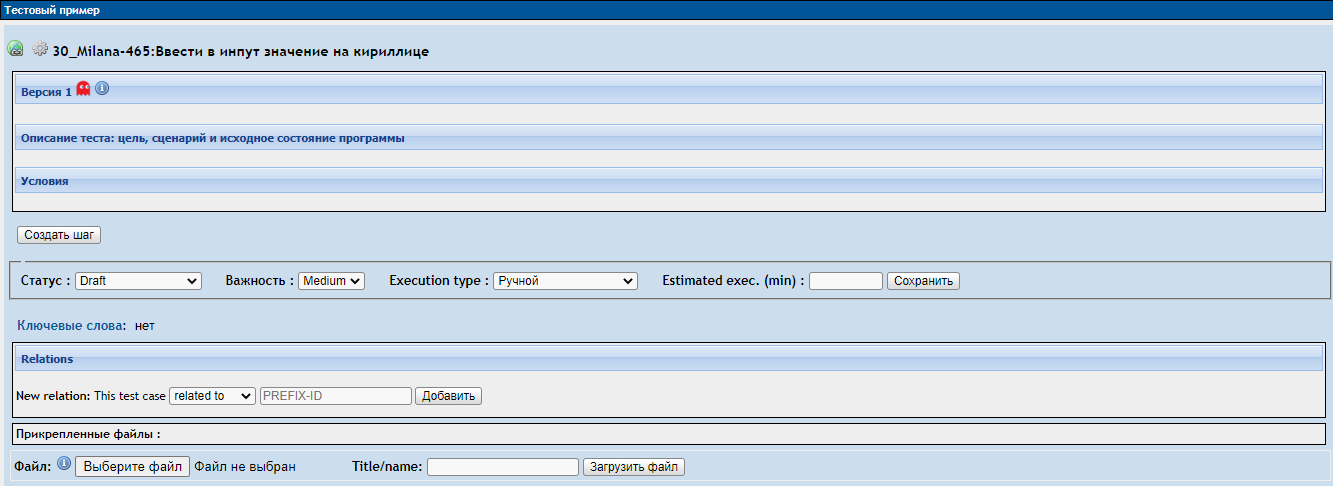 Тестовый пример
30_Milana-465:Ввести в инпут значение на кириллице
Версия 1
Описание теста: цель, сценарий и исходное состояние программы
Условия
Создать шаг
Статус : Draft Важность : Medium Execution type : Ручной Estimated exec. (min) : Сохранить
Ключевые слова: нет
Relations
New relation: This test case related to PREFIX-ID Добавить
Прикрепленные файлы :
Файл: Выберите файл Файл не выбран Title/name: Загрузить файл